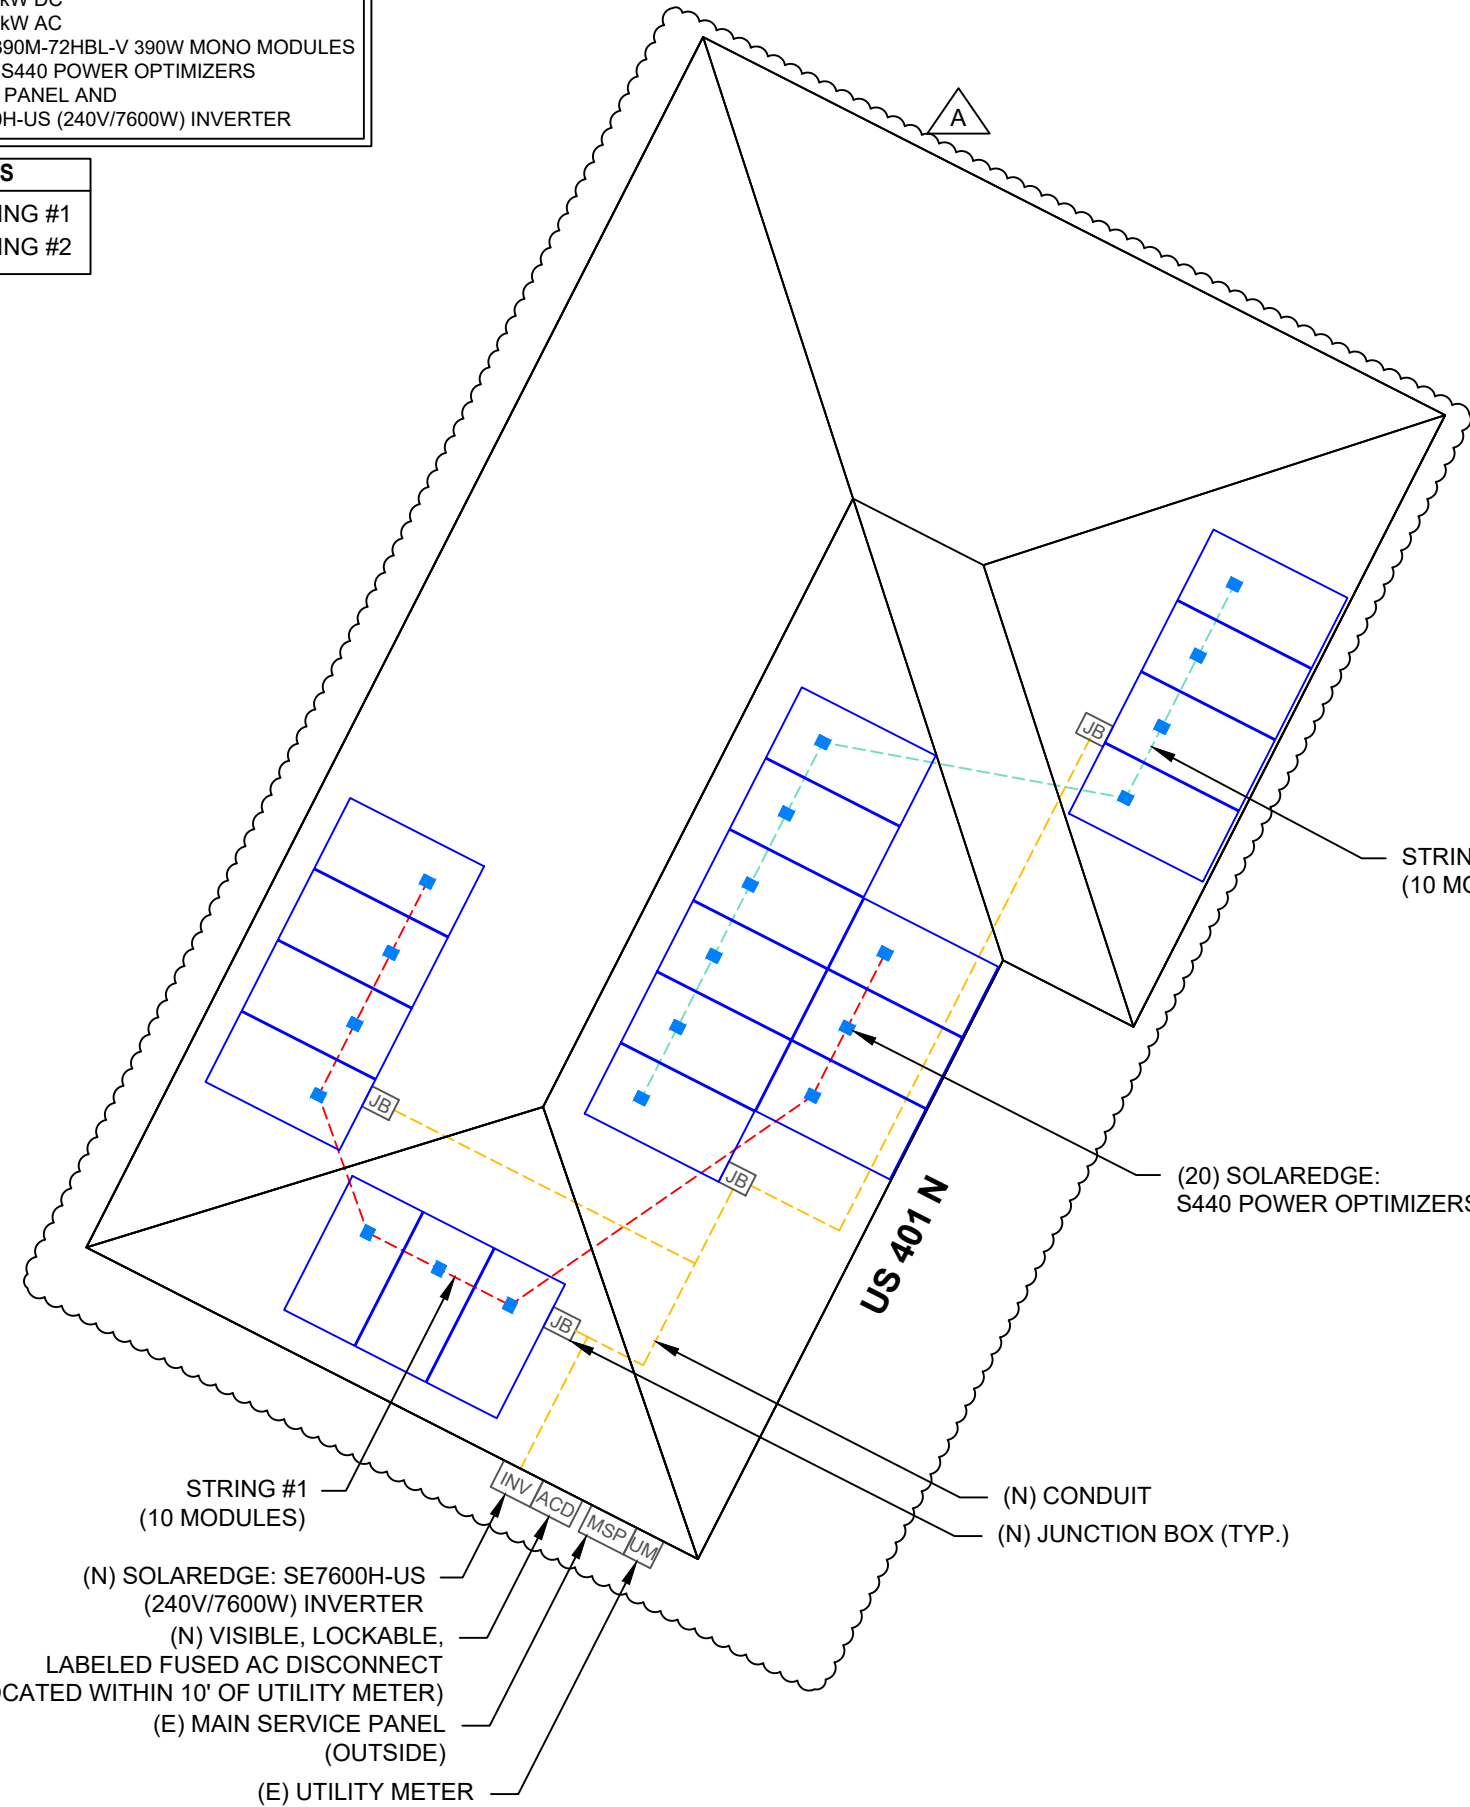 kW DC
kW AC
390M-72HBL-V 390W MONO MODULES
S440 POWER OPTIMIZERS
PANEL AND
0H-US (240V/7600W) INVERTER
S
ING #1
ING #2
A
JB
STRIN
(10 MO
JB
JB
(20) SOLAREDGE:
S440 POWER OPTIMIZERS
US 401 N
JB
INV
ACD
MSP
UM
STRING #1
(10 MODULES)
(N) CONDUIT
(N) JUNCTION BOX (TYP.)
(N) SOLAREDGE: SE7600H-US
(240V/7600W) INVERTER
(N) VISIBLE, LOCKABLE,
LABELED FUSED AC DISCONNECT
OCATED WITHIN 10' OF UTILITY METER)
(E) MAIN SERVICE PANEL
(OUTSIDE)
(E) UTILITY METER